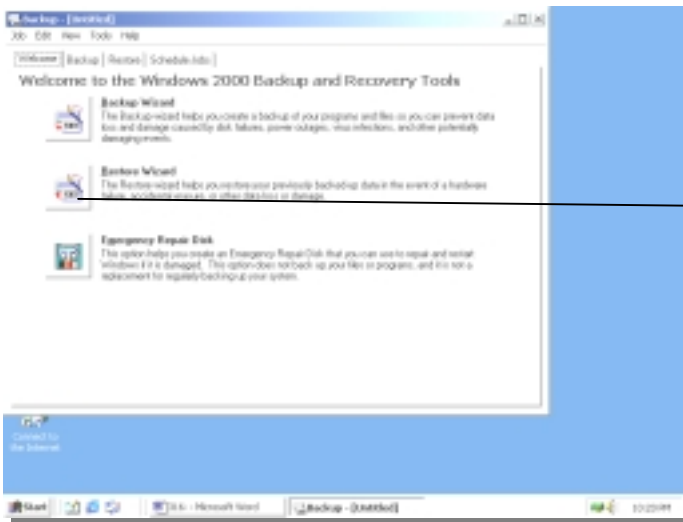 Backup - [Untitled]
Job Edit View Tools Help
Welcome Backup Restore Schedule Jobs
Welcome to the Windows 2000 Backup and Recovery Tools
Backup Wizard
The Backup wizard helps you create a backup of your programs and files so you can prevent data
loss and damage caused by disk failures, power outages, virus infections, and other potentially
damaging events.
Restore Wizard
The Restore wizard helps you restore your previously backed up data in the event of a hardware
failure, accidental erasure, or other data loss or damage.
Emergency Repair Disk
This option helps you create an Emergency Repair Disk that you can use to repair and restart
Windows if it is damaged. This option does not back up your files or programs, and it is not a
replacement for regularly backing up your system.
Connect to
the Internet
Start - Microsoft Word Backup - [Untitled] PM